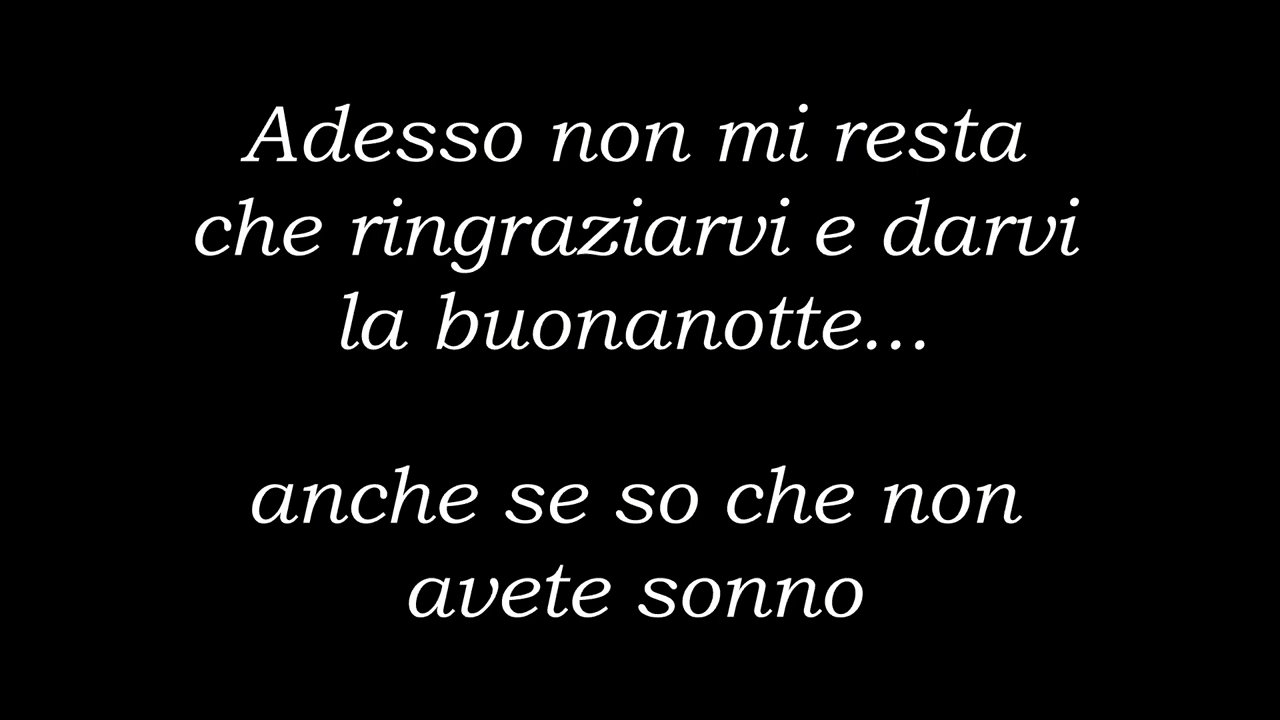 Adesso non mi resta
che ringraziarvi e darvi
la buonanotte...
anche se so che non
avete sonno